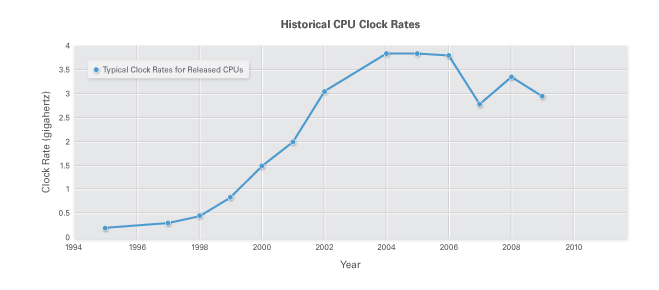 Historical CPU Clock Rates
4
Typical Clock Rates for Released CPUs
3.5
3
2.5
2
1.5
1
0.5
0
Clock Rate (gigahertz)
1994 1996 1998 2000 2002 2004 2006 2008 2010
Year